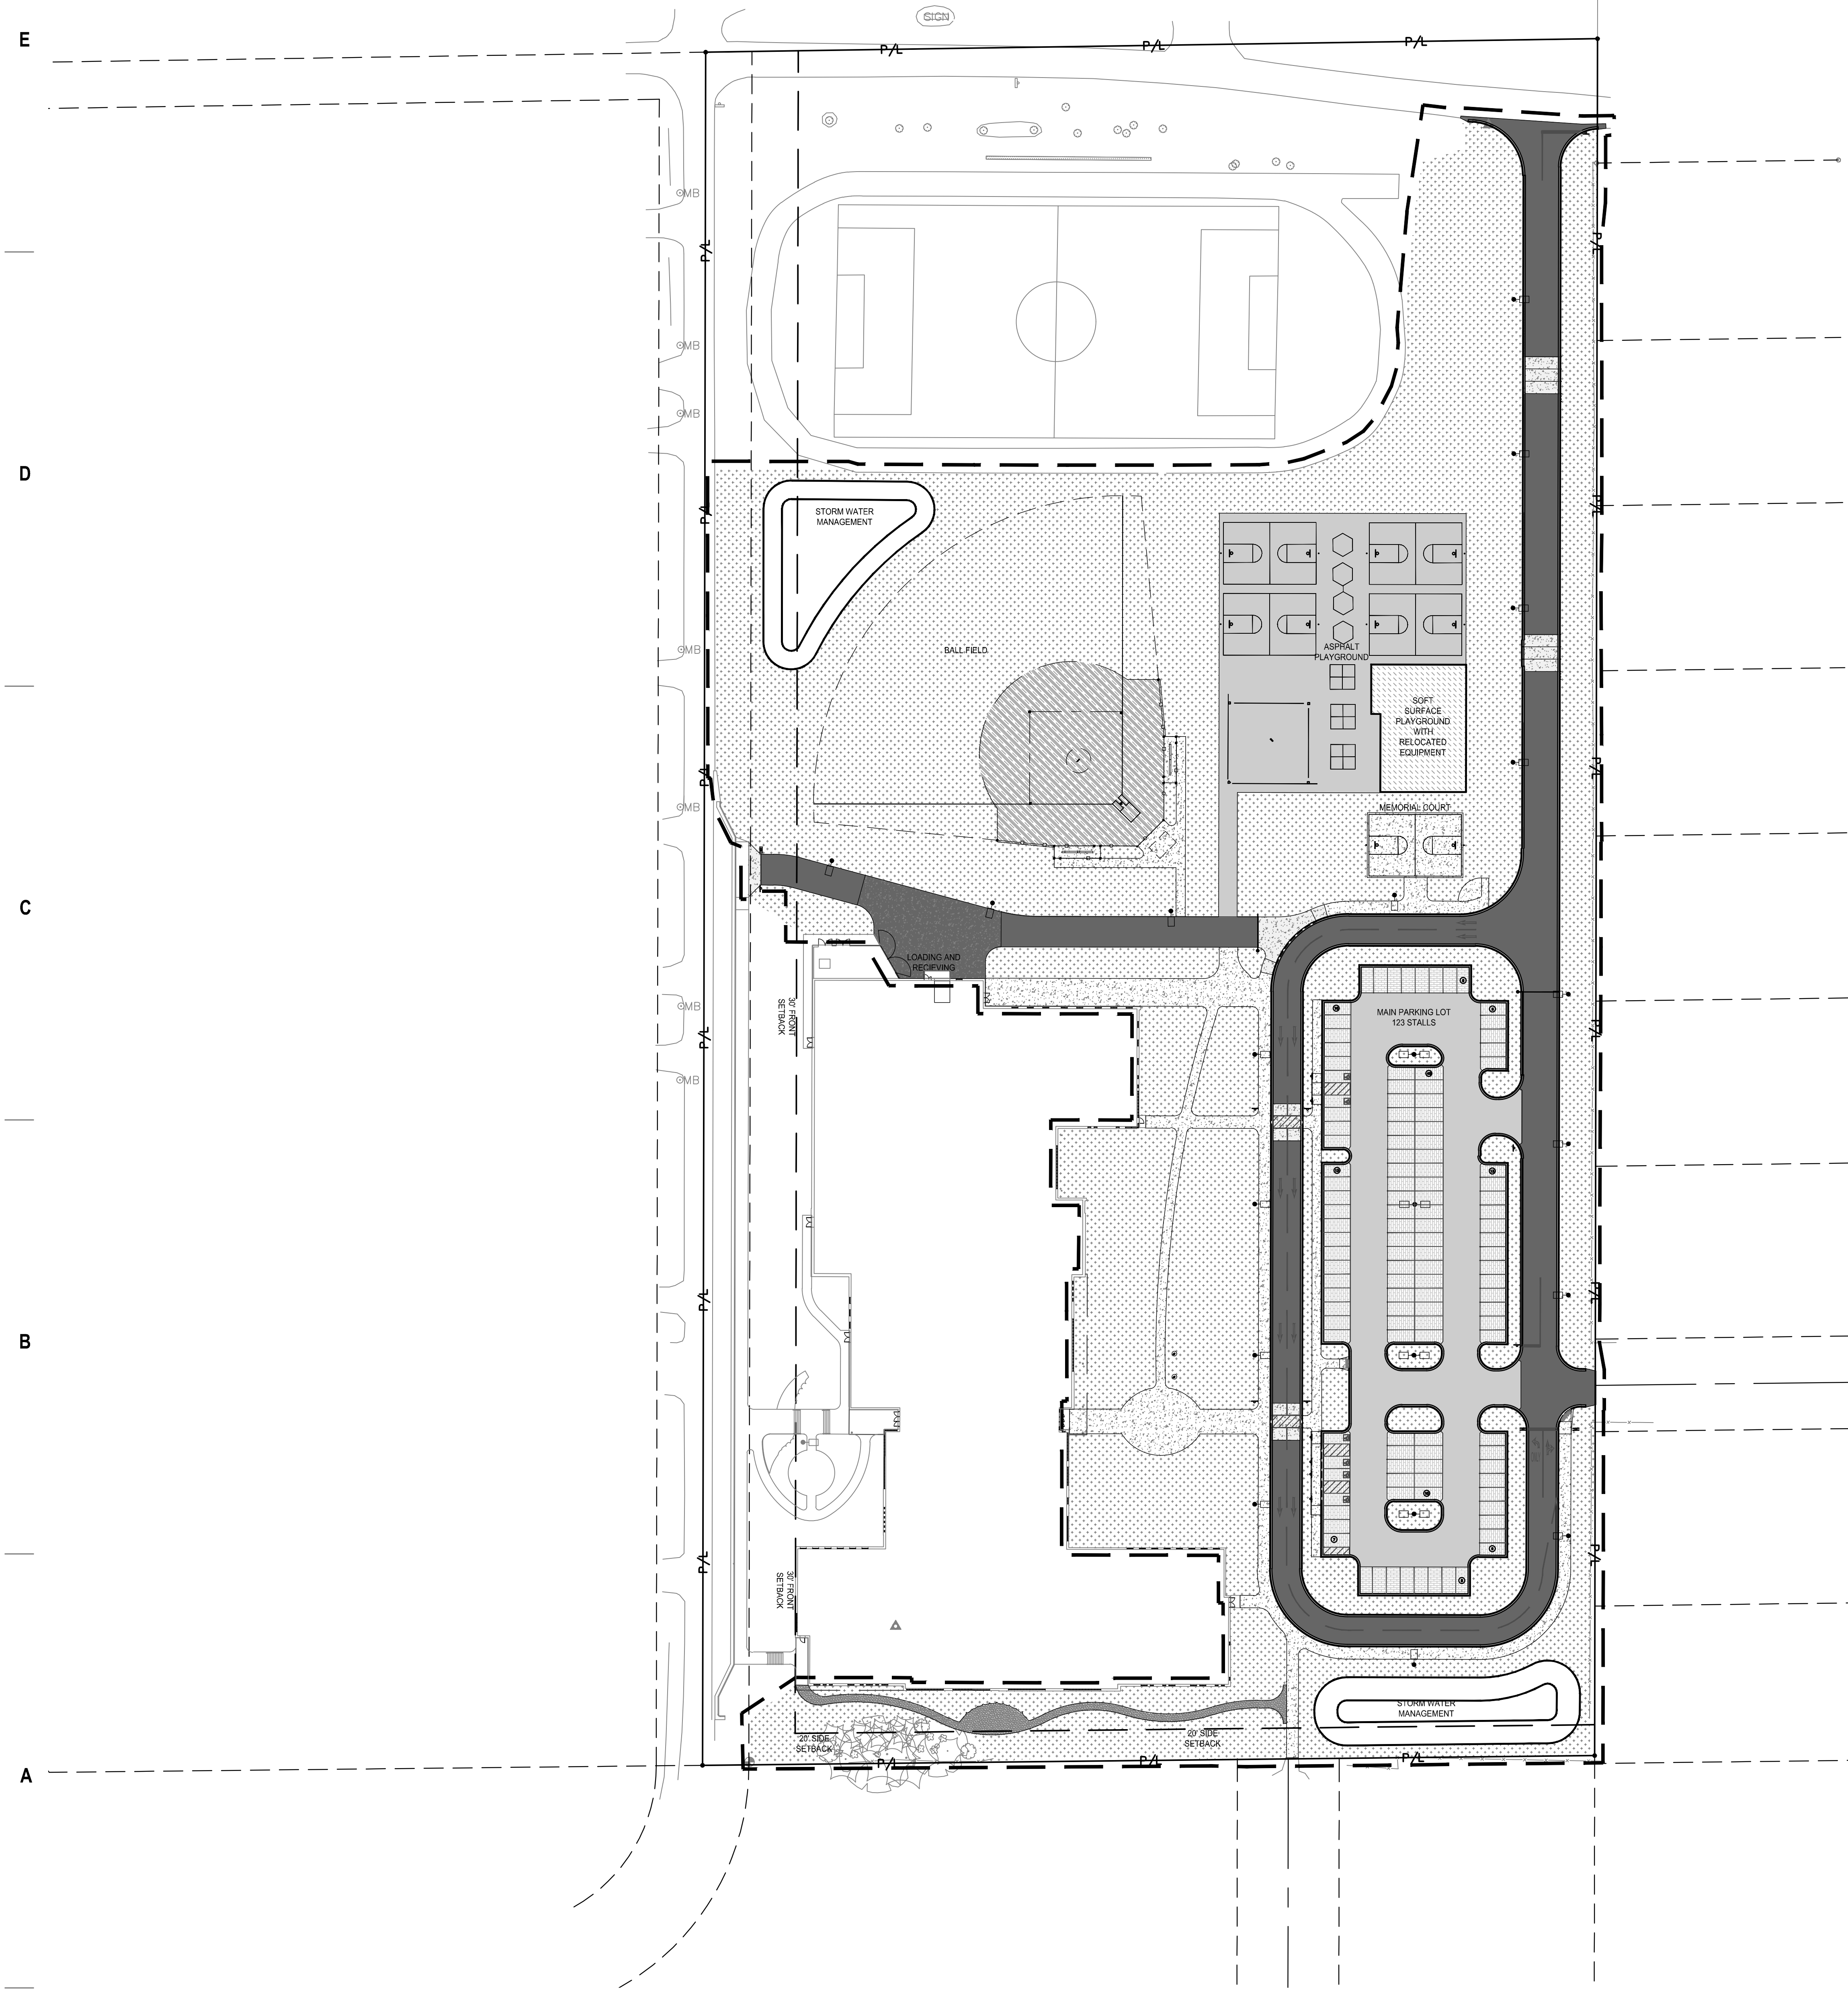 E
SIGN
P/L
P/L
P/L
MB
P/L
P/L
MB
MB
D
STORM WATER
MANAGEMENT
P/L
P/L
MB
BALL FIELD
ASPHALT
PLAYGROUND
SOFT
SURFACE
PLAYGROUND
WITH
RELOCATED
EQUIPMENT
P/L
P/L
MB
MEMORIAL COURT
C
LOADING AND
RECIEVING
MB
30' FRONT
SETBACK
MAIN PARKING LOT
123 STALLS
P/L
P/L
MB
P/L
P/L
B
P/L
P/L
30' FRONT
SETBACK
STORM WATER
MANAGEMENT
20' SIDE
SETBACK
20' SIDE
SETBACK
P/L
P/L
P/L
A